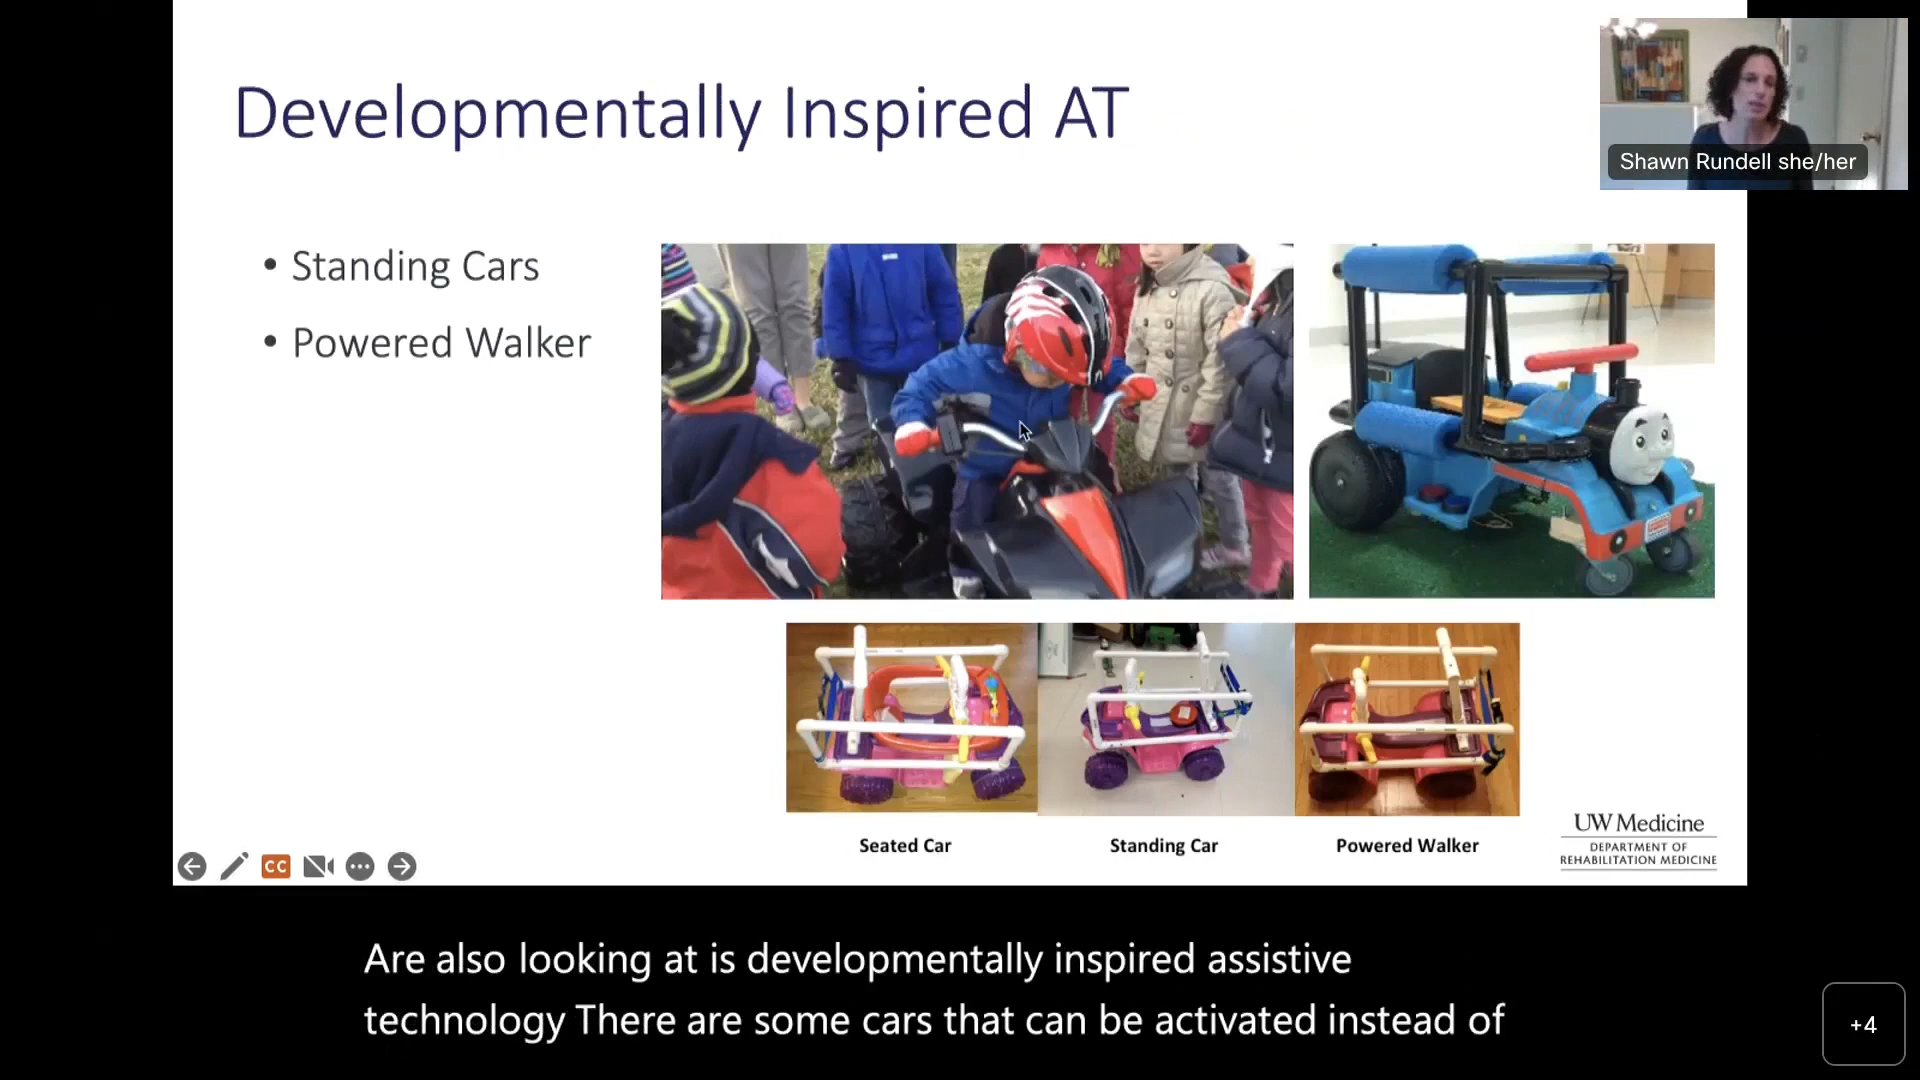 Developmentally Inspired AT
Shawn Rundell she/her
• Standing Cars
• Powered Walker
Seated Car
Standing Car
Powered Walker
UW Medicine
DEPARTMENT OF
REHABILITATION MEDICINE
CC
Are also looking at is developmentally inspired assistive
technology There are some cars that can be activated instead of
+4